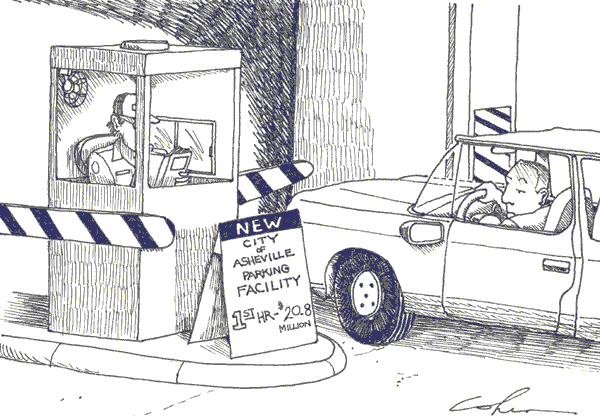 NEW
CITY
OF
ASHEVILLE
PARKING
FACILITY
1ST HR-$20.8
MILLION